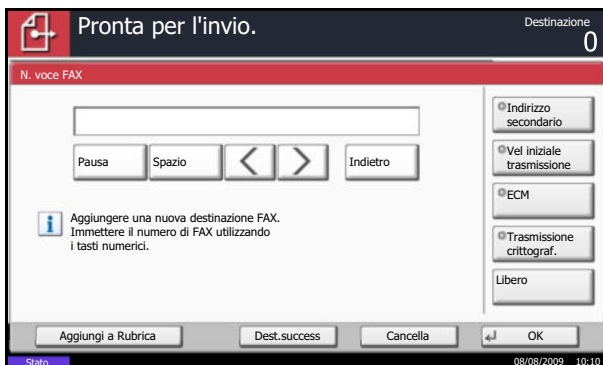 Pronta per l'invio.
Destinazione
0
N. voce FAX
Pausa
Spazio
Indietro
Aggiungere una nuova destinazione FAX.
Immettere il numero di FAX utilizzando
i tasti numerici.
Indirizzo
secondario
Vel iniziale
trasmissione
ECM
Trasmissione
crittograf.
Libero
Aggiungi a Rubrica
Dest.success
Cancella
OK
Stato
08/08/2009 10:10